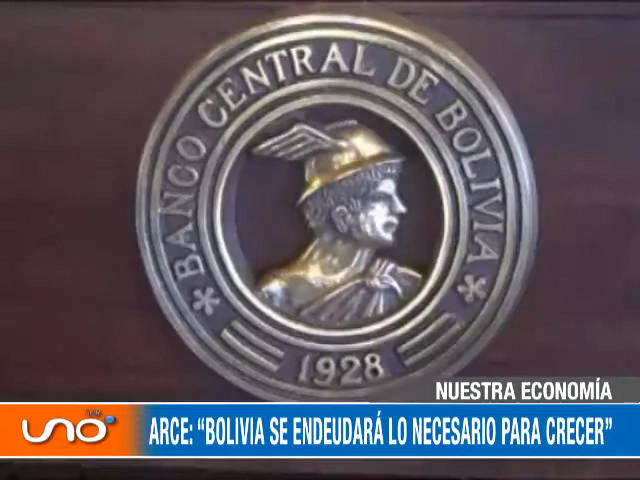 BANCO CENTRAL DE BOLIVIA
1928
NUESTRA ECONOMÍA
UNO
ARCE: “BOLIVIA SE ENDEUDARÁ LO NECESARIO PARA CRECER”